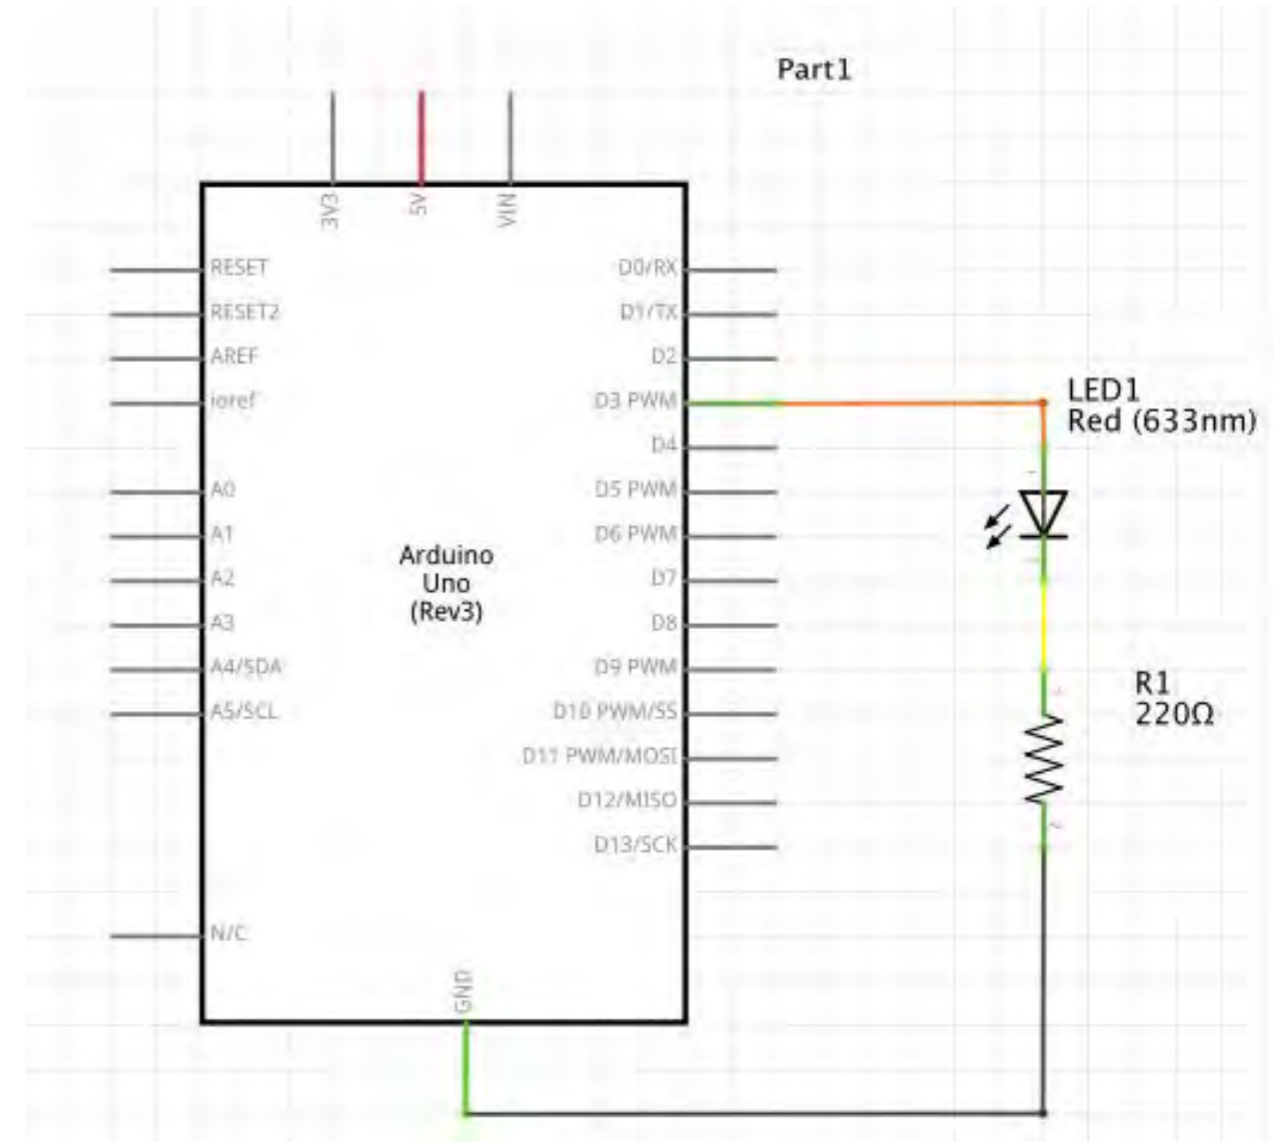 Part1
3V3
5V
VIN
RESET
RESET2
AREF
ioref
A0
A1
A2
A3
A4/SDA
A5/SCL
N/C
Arduino
Uno
(Rev3)
D0/RX
D1/TX
D2
D3 PWM
D4
D5 PWM
D6 PWM
D7
D8
D9 PWM
D10 PWM/SS
D11 PWM/MOSI
D12/MISO
D13/SCK
GND
LED1
Red (633nm)
R1
220Ω